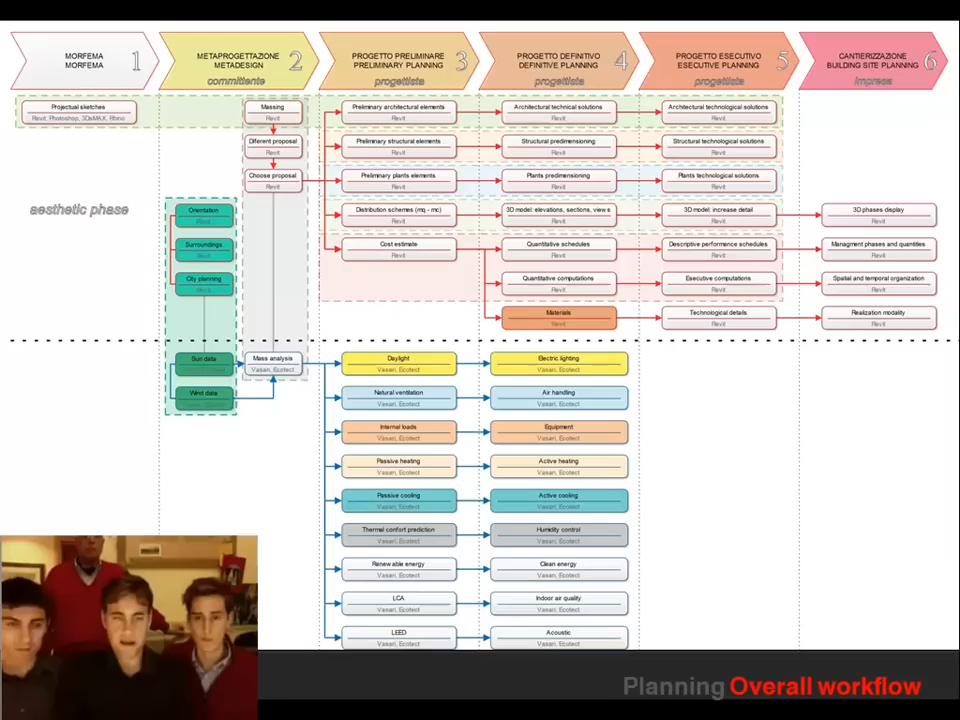 MORFEMA
MORFEMA
1
METAPROGETTAZIONE
METADESIGN
2
committente
PROGETTO PRELIMINARE
PRELIMINARY PLANNING
3
progettista
PROGETTO DEFINITIVO
DEFINITIVE PLANNING
4
progettista
PROGETTO ESECUTIVO
EXECUTIVE PLANNING
5
progettista
CANTIERIZZAZIONE
BUILDING SITE PLANNING
6
impresa
Projectual sketches
Revit, Photoshop, 3DsMAX, Rhino
Massing
Revit
Preliminary architectural elements
Revit
Architectural technical solutions
Revit
Architectural technological solutions
Revit
Diferent proposal
Revit
Preliminary structural elements
Revit
Structural predimensioning
Revit
Structural technological solutions
Revit
Choose proposal
Revit
Preliminary plants elements
Revit
Plants predimensioning
Revit
Plants technological solutions
Revit
aesthetic phase
Orientation
Revit
Distribution schemes (mq - mc)
Revit
3D model: elevations, sections, views
Revit
3D model: increase detail
Revit
3D phases display
Revit
Surroundings
Revit
Cost estimate
Revit
Quantitative schedules
Revit
Descriptive performance schedules
Revit
Managment phases and quantities
Revit
City planning
Revit
Quantitative computations
Revit
Esecutive computations
Revit
Spatial and temporal organization
Revit
Materials
Revit
Technological details
Revit
Realization modality
Revit
Sun data
Mass analysis
Vasari, Ecotect
Daylight
Vasari, Ecotect
Electric lighting
Vasari, Ecotect
Wind data
Natural ventilation
Vasari, Ecotect
Air handling
Vasari, Ecotect
Internal loads
Vasari, Ecotect
Equipment
Vasari, Ecotect
Passive heating
Vasari, Ecotect
Active heating
Vasari, Ecotect
Passive cooling
Vasari, Ecotect
Active cooling
Vasari, Ecotect
Thermal confort prediction
Vasari, Ecotect
Humidity control
Vasari, Ecotect
Renewable energy
Vasari, Ecotect
Clean energy
Vasari, Ecotect
LCA
Vasari, Ecotect
Indoor air quality
Vasari, Ecotect
LEED
Vasari, Ecotect
Acoustic
Vasari, Ecotect
Planning Overall workflow